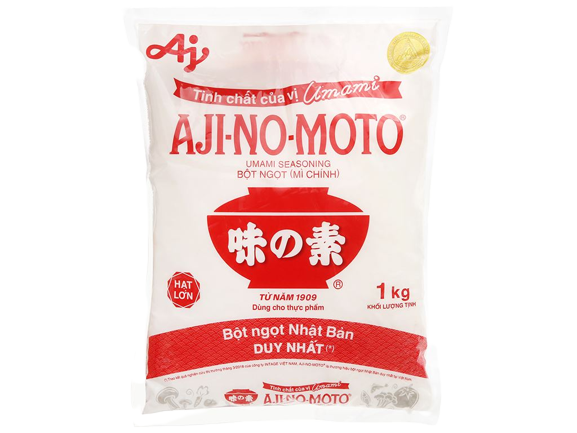 Aj
Tinh chất của vị Umami
AJI-NO-MOTO®
UMAMI SEASONING
BỘT NGỌT (MÌ CHÍNH)
味の素®
HẠT
LỚN
TỪ NĂM 1909
Dùng cho thực phẩm
1 kg
KHỐI LƯỢNG TỊNH
Bột ngọt Nhật Bản
DUY NHẤT (*)
Tinh chất của vị Umami
味の素
AJI-NO-MOTO®